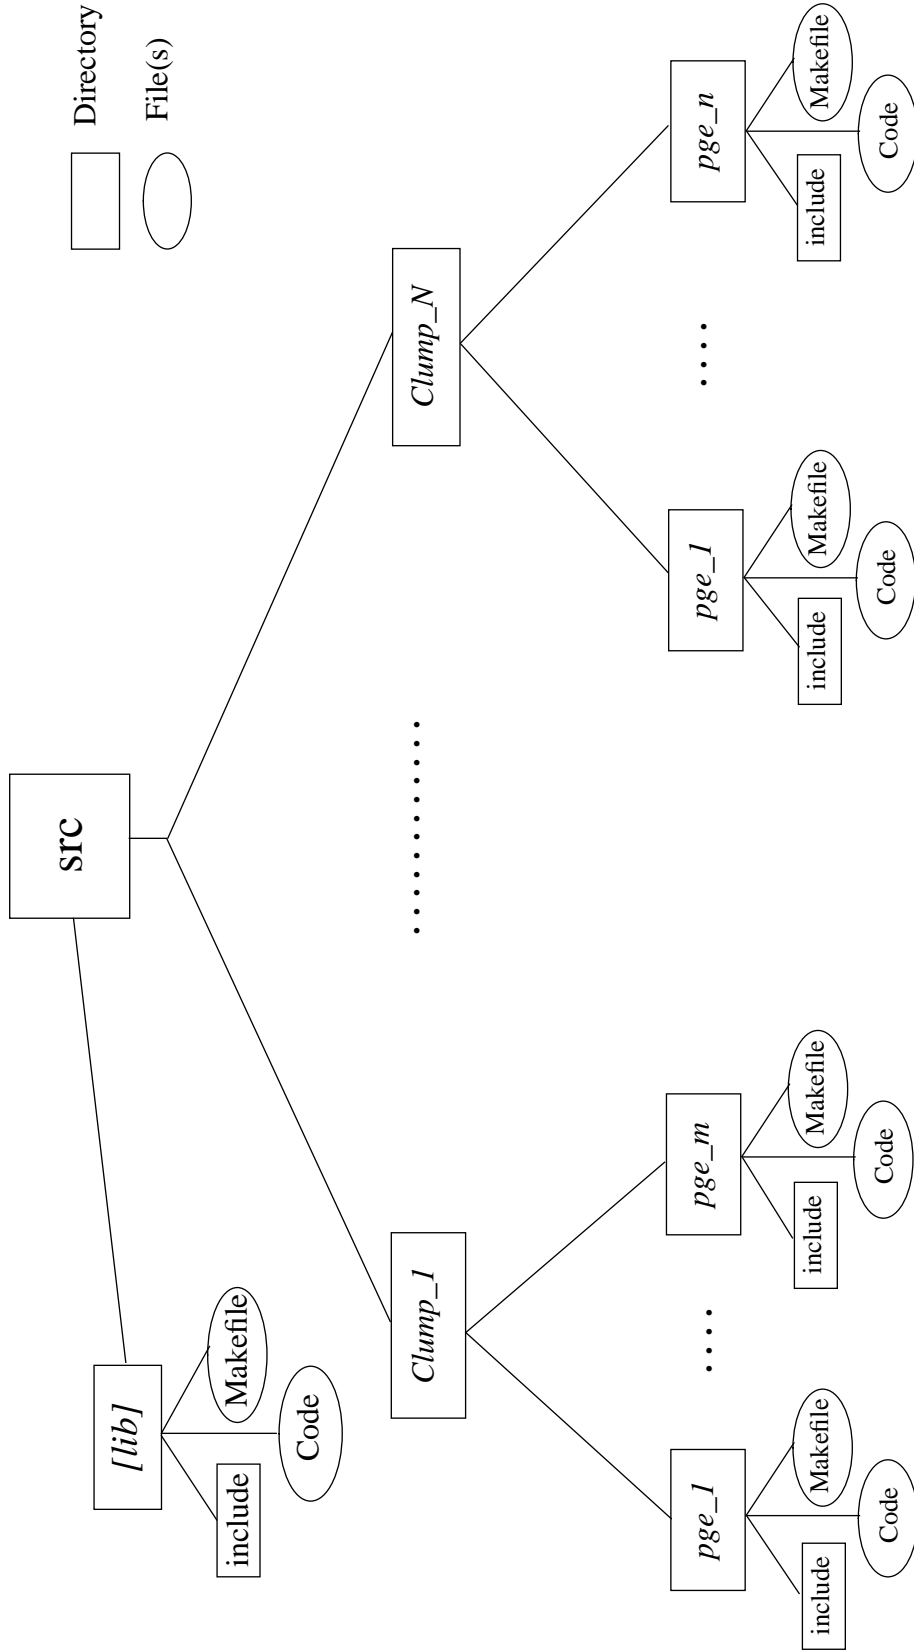 Directory
File(s)
src
[lib]
include
Code
Makefile
Clump_1
Clump_N
pge_1
include
Code
Makefile
pge_m
include
Code
Makefile
pge_1
include
Code
Makefile
pge_n
include
Code
Makefile